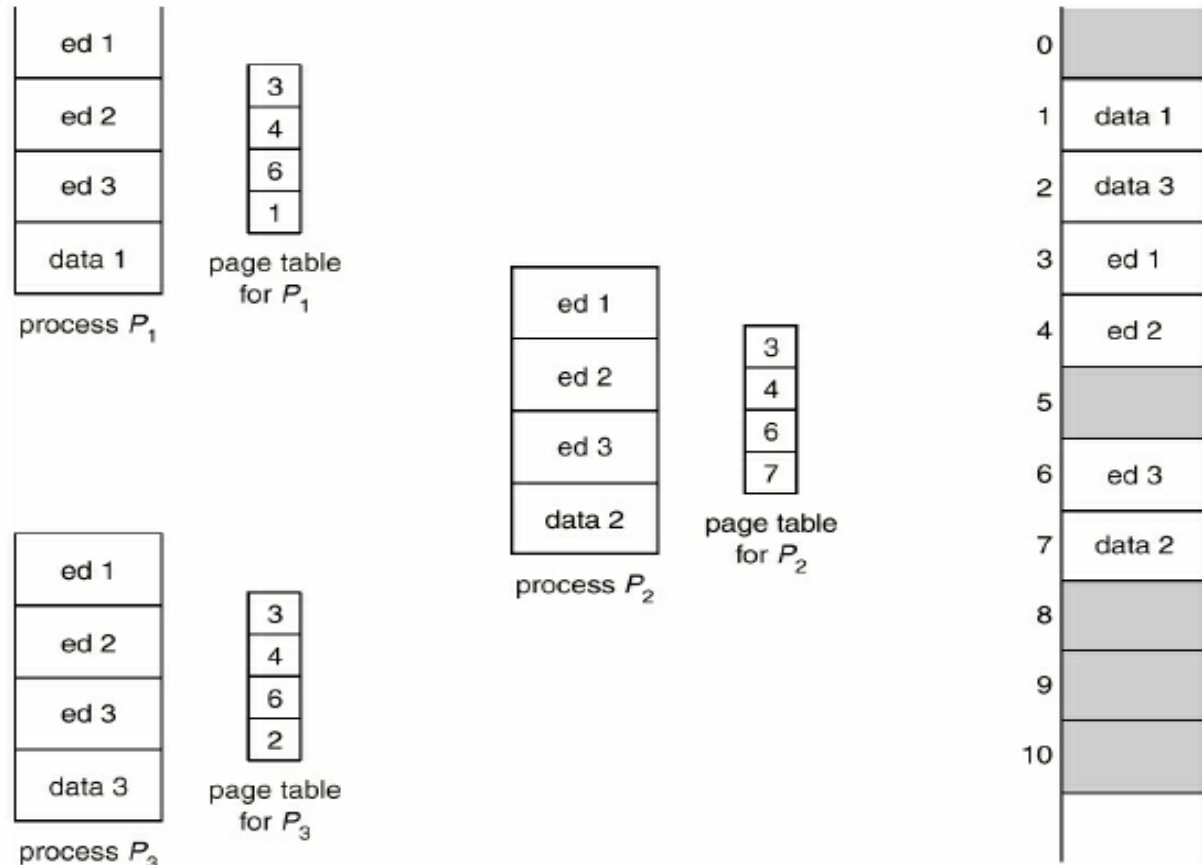 ed 1
ed 2
ed 3
data 1
process P1
3
4
6
1
page table
for P1
ed 1
ed 2
ed 3
data 2
process P2
3
4
6
7
page table
for P2
ed 1
ed 2
ed 3
data 3
process P3
3
4
6
2
page table
for P3
0
1 data 1
2 data 3
3 ed 1
4 ed 2
5
6 ed 3
7 data 2
8
9
10